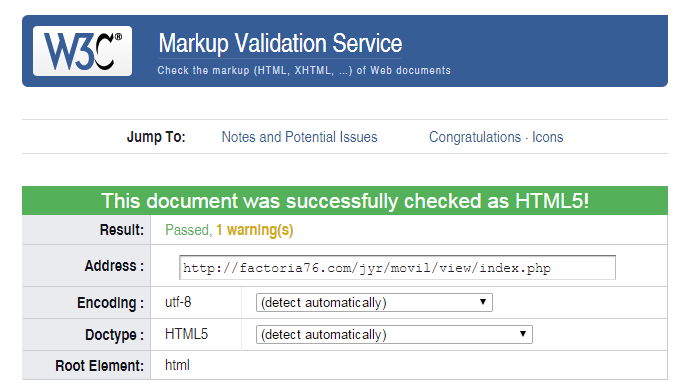 W3C® Markup Validation Service
Check the markup (HTML, XHTML, …) of Web documents
Jump To: Notes and Potential Issues Congratulations · Icons
This document was successfully checked as HTML5!
Result: Passed, 1 warning(s)
Address : http://factoria76.com/jyr/movil/view/index.php
Encoding : utf-8 (detect automatically)
Doctype : HTML5 (detect automatically)
Root Element: html